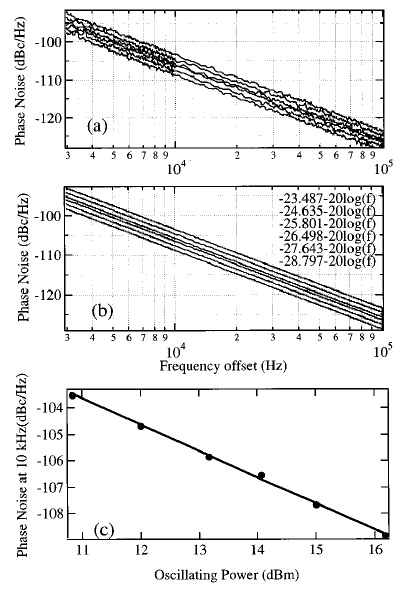 Phase Noise (dBc/Hz)
-100
-110
-120
(a)
3 4 5 6 7 8 9 10^4 2 3 4 5 6 7 8 9 10^5
Phase Noise (dBc/Hz)
-100
-110
-120
-23.487-20log(f)
-24.635-20log(f)
-25.801-20log(f)
-26.498-20log(f)
-27.643-20log(f)
-28.797-20log(f)
(b)
3 4 5 6 7 8 9 10^4 2 3 4 5 6 7 8 9 10^5
Frequency offset (Hz)
Phase Noise at 10 kHz(dBc/Hz)
-104
-105
-106
-107
-108
(c)
11 12 13 14 15 16
Oscillating Power (dBm)